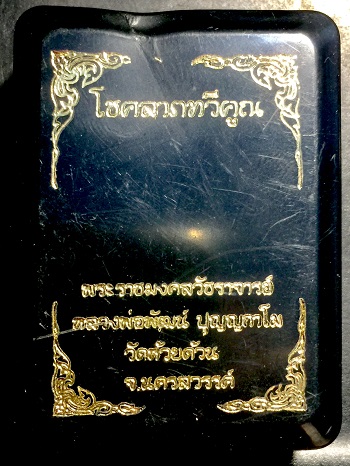 โชคลาภทวีคูณ
พระราชมงคลวัชราจารย์
หลวงพ่อพัฒน์ ปุญฺญกาโม
วัดห้วยด้วน
จ.นครสวรรค์